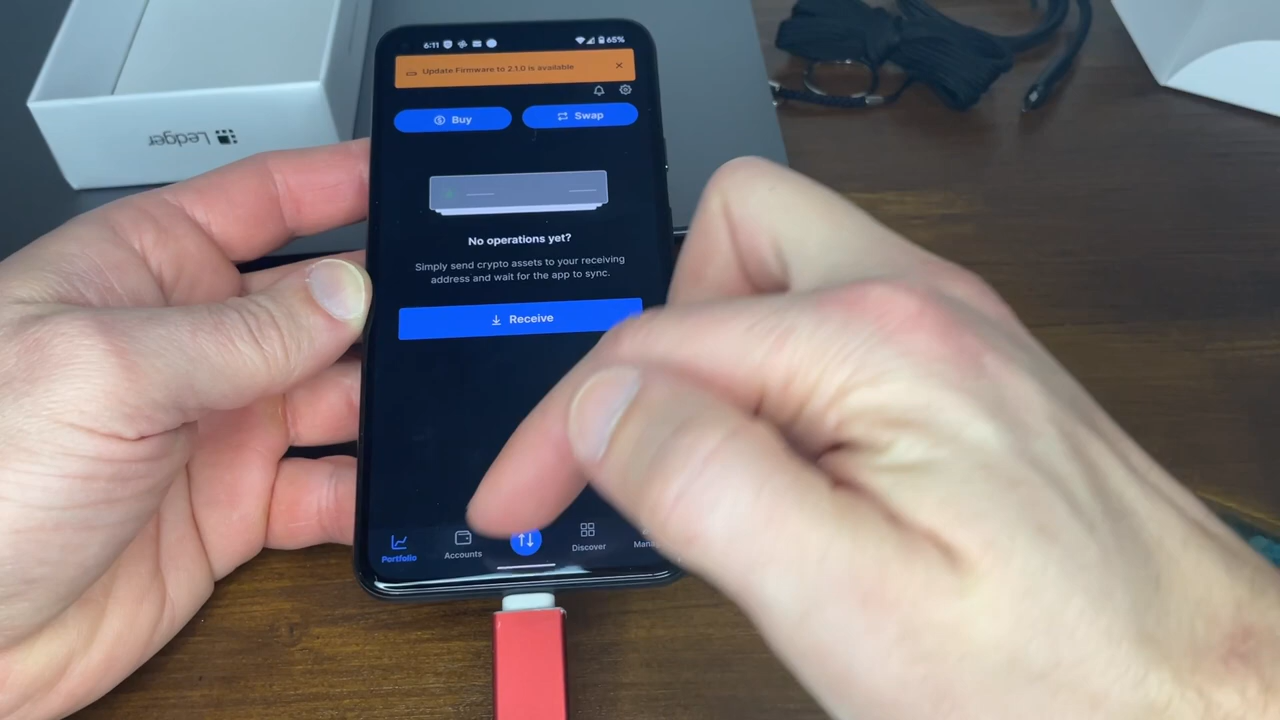 6:11
65%
Update Firmware to 2.1.0 is available
Buy
Swap
No operations yet?
Simply send crypto assets to your receiving
address and wait for the app to sync.
Receive
Portfolio
Accounts
Discover
Mana
Ledger